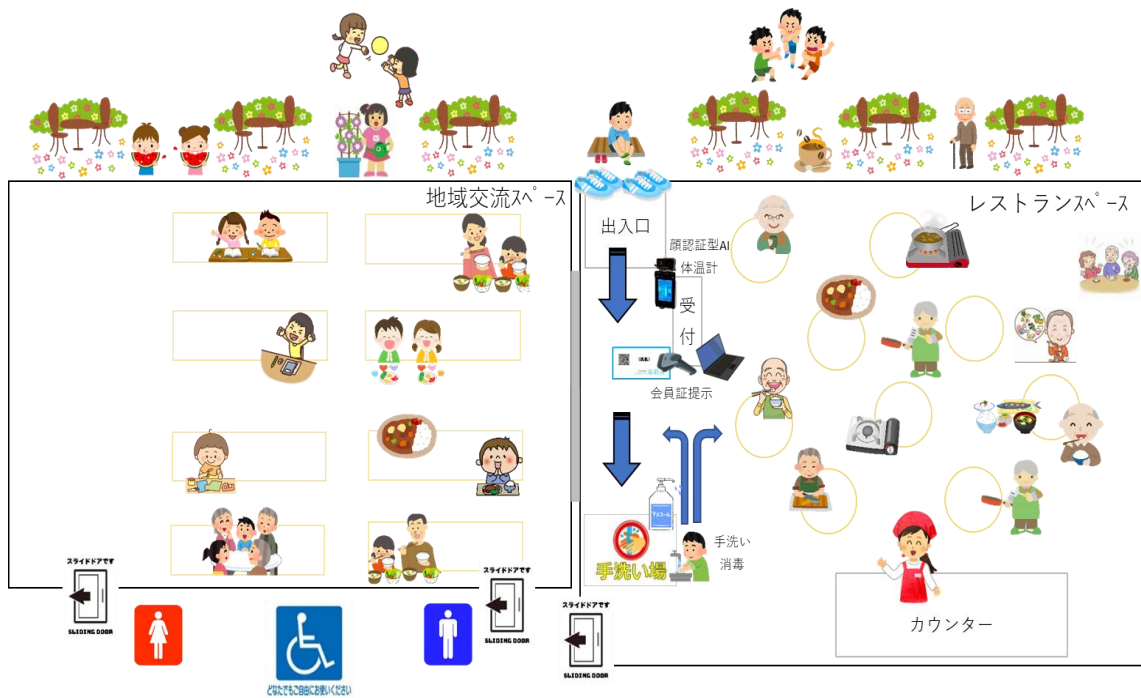 地域交流ｽﾍﾟｰｽ
出入口
顔認証型AI
体温計
受
付
会員証提示
レストランｽﾍﾟｰｽ
手洗い
消毒
手洗い場
カウンター
スライドドアです
SLIDING DOOR
スライドドアです
SLIDING DOOR
スライドドアです
SLIDING DOOR
どなたでもご自由にお使いください